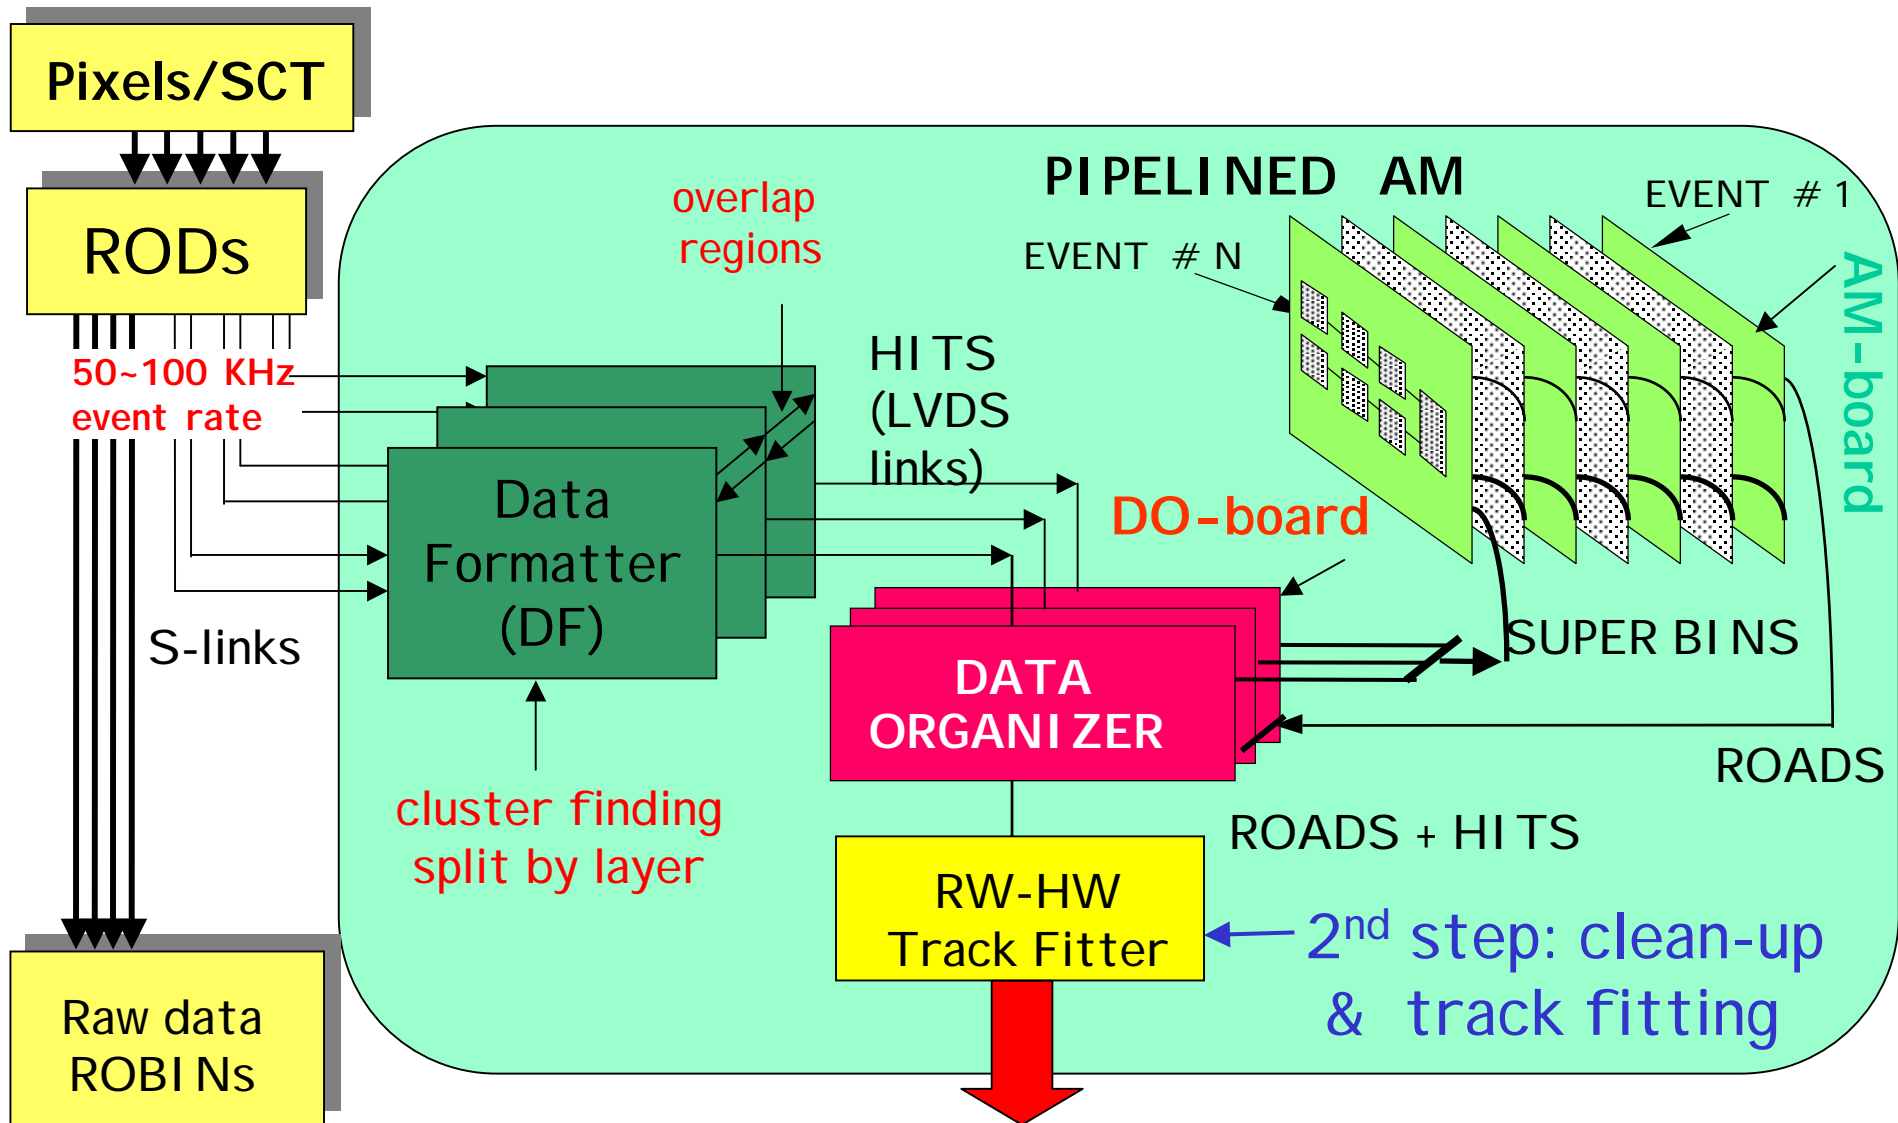 Pixels/SCT
RODs
50~100 KHz
event rate
S-links
Raw data
ROBINs
overlap
regions
HITS
(LVDS
links)
Data
Formatter
(DF)
cluster finding
split by layer
PIPELINED AM
EVENT # N
EVENT # 1
AM-board
DO-board
DATA
ORGANIZER
SUPER BINS
ROADS
ROADS + HITS
RW-HW
Track Fitter
2nd step: clean-up
& track fitting